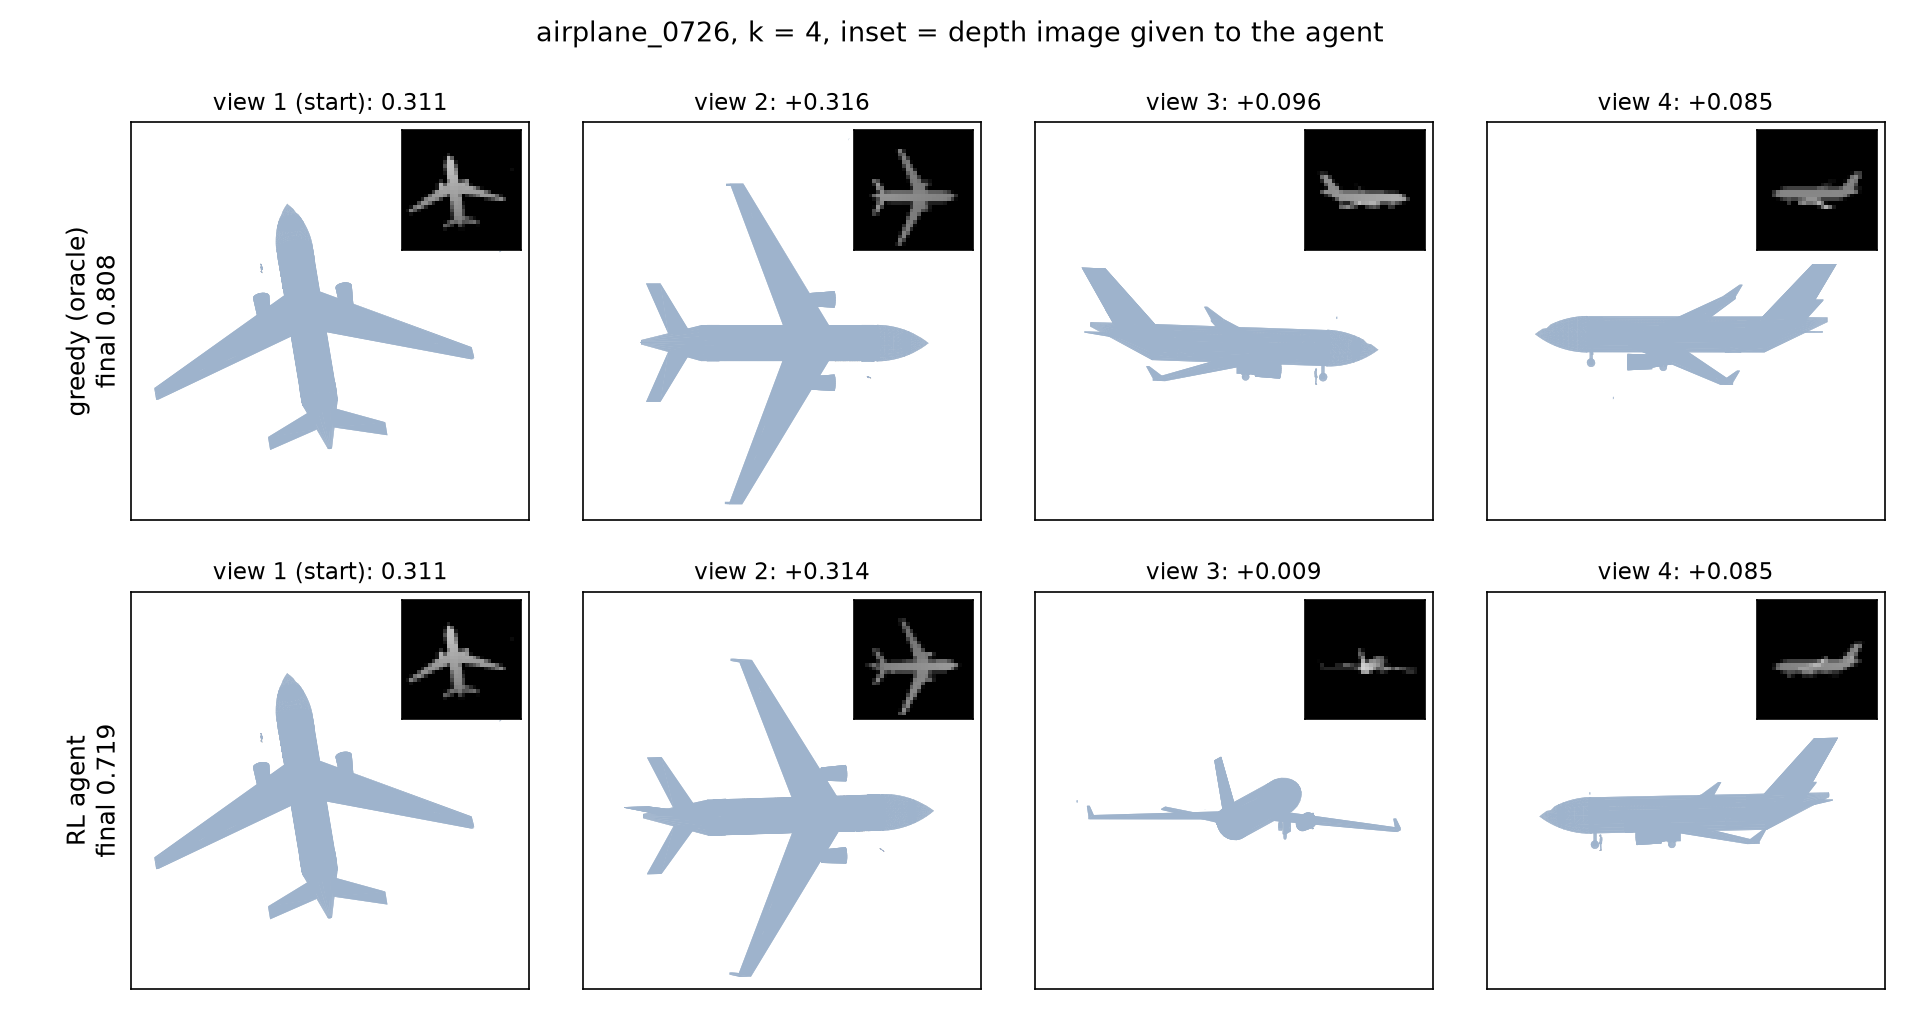 airplane_0726, k = 4, inset = depth image given to the agent
greedy (oracle)
final 0.808
view 1 (start): 0.311
view 2: +0.316
view 3: +0.096
view 4: +0.085
RL agent
final 0.719
view 1 (start): 0.311
view 2: +0.314
view 3: +0.009
view 4: +0.085